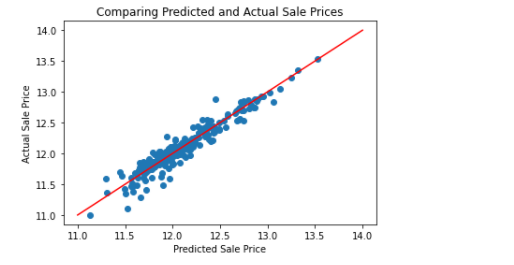 Comparing Predicted and Actual Sale Prices
14.0
13.5
13.0
12.5
12.0
11.5
11.0
Actual Sale Price
11.0 11.5 12.0 12.5 13.0 13.5 14.0
Predicted Sale Price